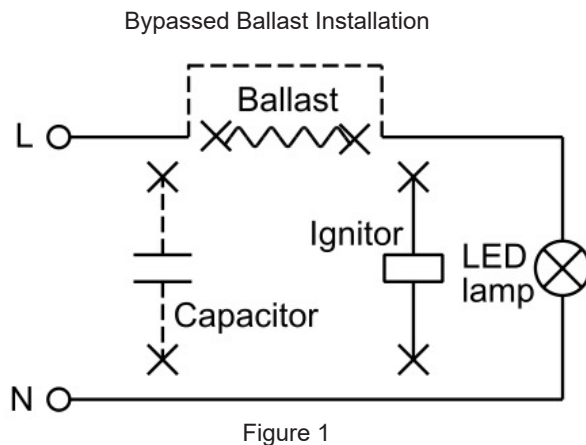 Bypassed Ballast Installation
Ballast
L
Ignitor
LED
lamp
Capacitor
N
Figure 1